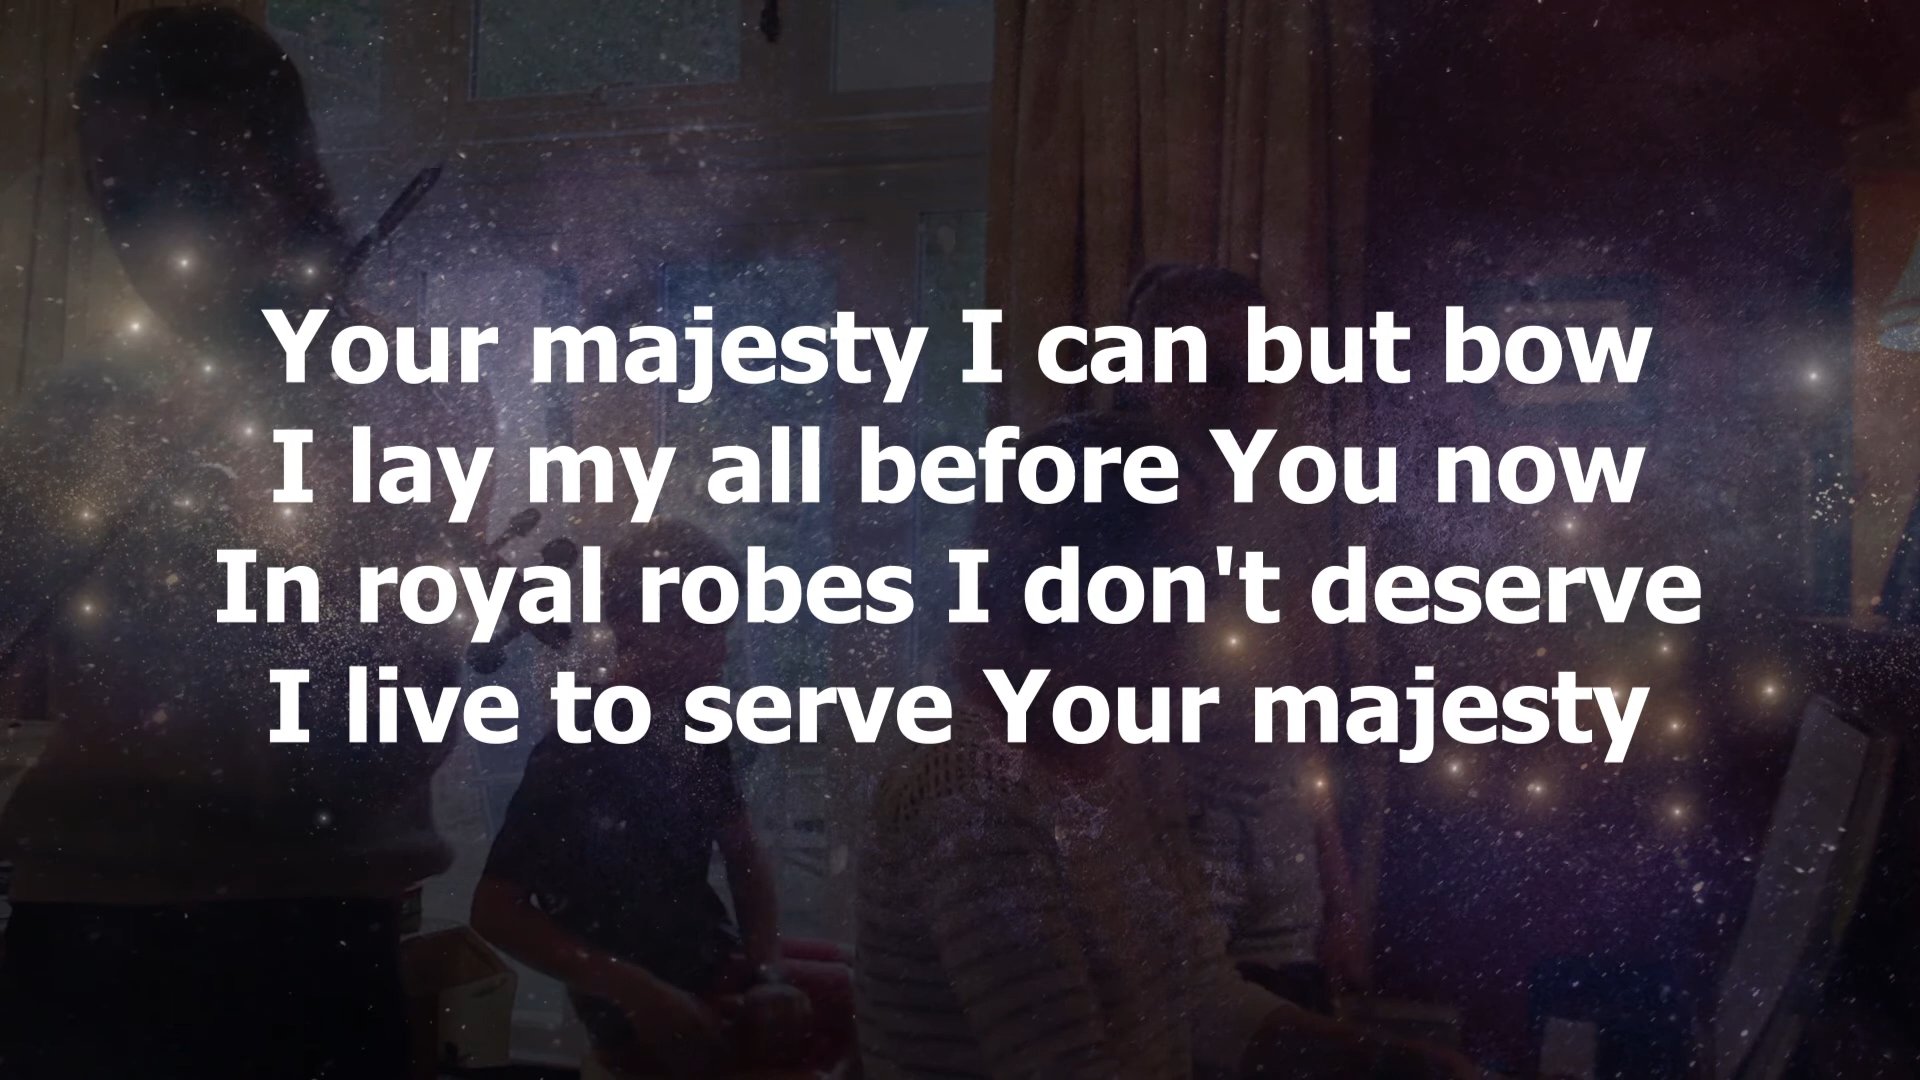 Your majesty I can but bow
I lay my all before You now
In royal robes I don't deserve
I live to serve Your majesty